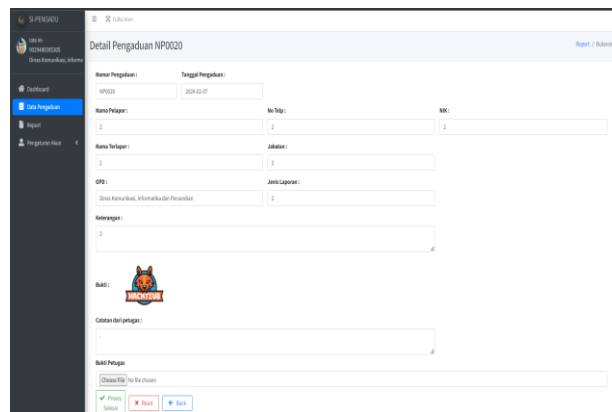 SI-PENGADU
Fullscreen
Dinas Komunikasi, Informa
Detail Pengaduan NP0020
Report /
Dashboard
Data Pengaduan
Report
Pengaturan Akun
Nomor Pengaduan :
Tanggal Pengaduan :
NP0020
2024-02-07
Nama Pelapor :
No Telp :
NIK :
2
2
2
Nama Terlapor :
Jabatan :
2
2
OPD :
Jenis Laporan :
Dinas Komunikasi, Informatika dan Persandian
2
Keterangan :
2
Bukti :
HACKTIV8
Catatan dari petugas :
-
Bukti Petugas
Choose File No file chosen
Proses Selesai
Reset
Back